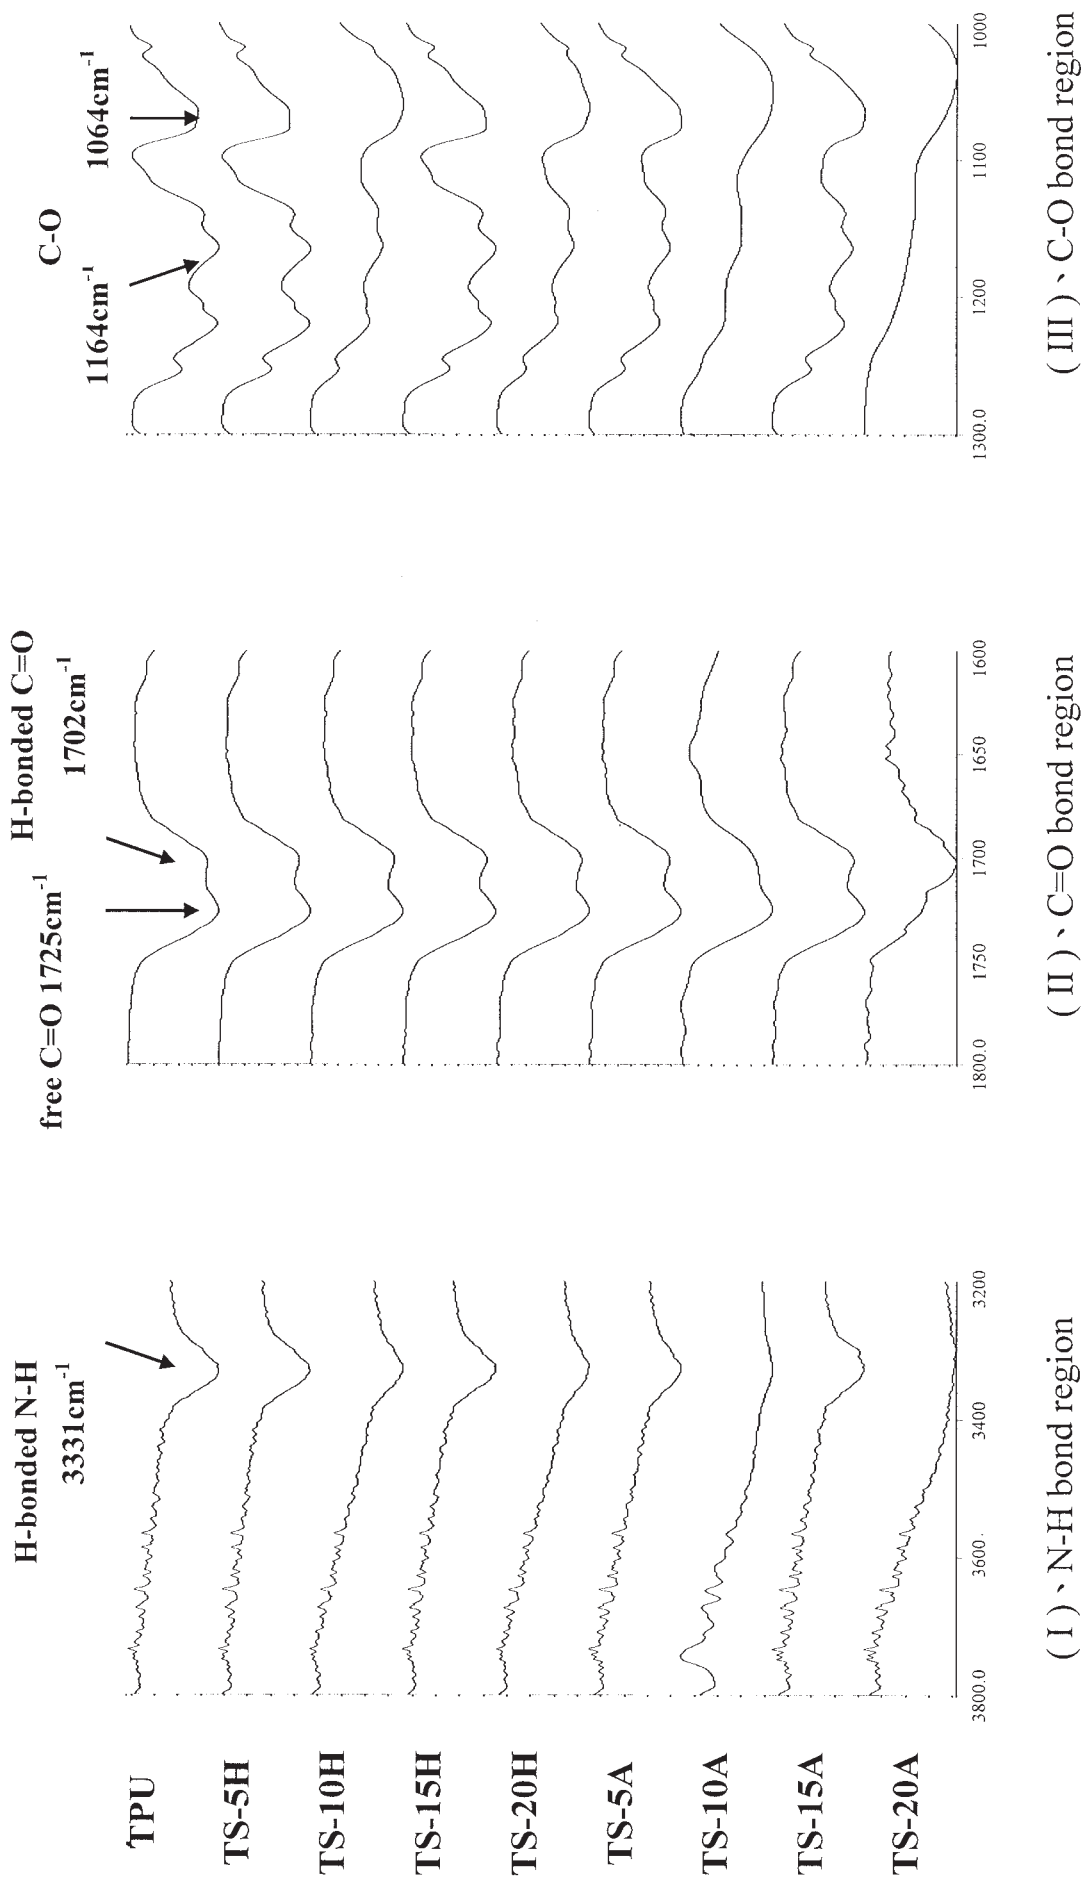 H-bonded N-H
3331cm-1
free C=O 1725cm-1
H-bonded C=O
1702cm-1
C-O
1164cm-1
1064cm-1
TPU
TS-5H
TS-10H
TS-15H
TS-20H
TS-5A
TS-10A
TS-15A
TS-20A
3800.0 3600. 3400 3200
1800.0 1750 1700 1650 1600
1300.0 1200 1100 1000
( I )、N-H bond region
( II )、C=O bond region
( III )、C-O bond region